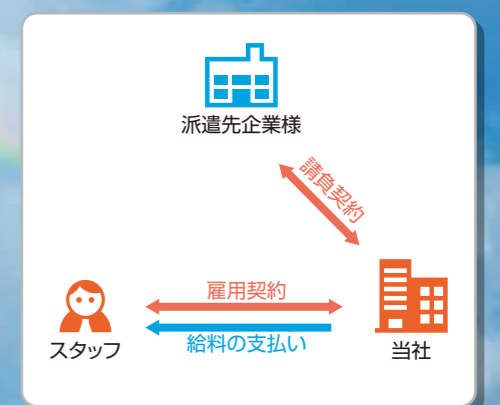 派遣先企業様
請負契約
雇用契約
給料の支払い
スタッフ
当社